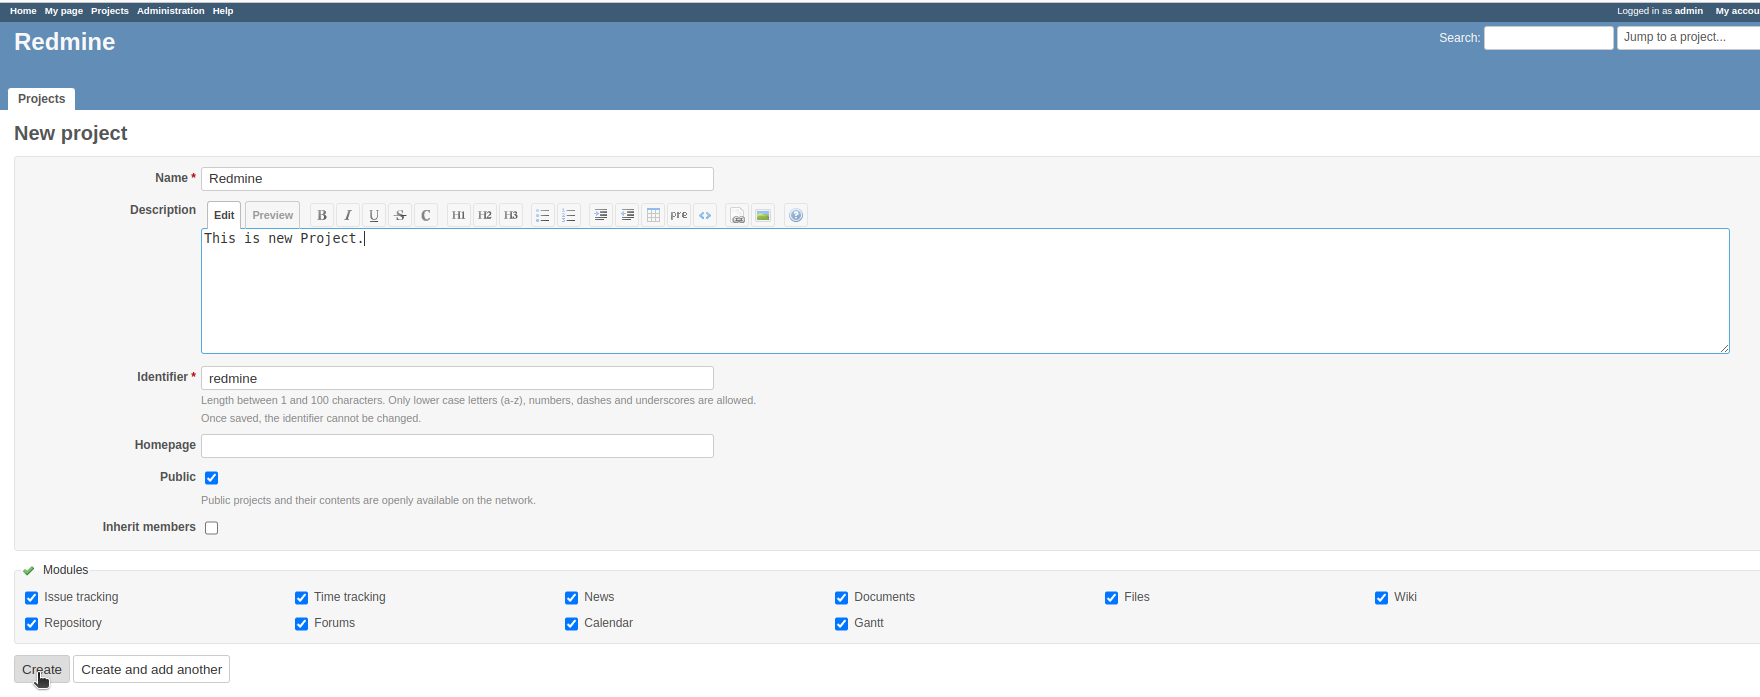 Home My page Projects Administration Help Logged in as admin My accou
Redmine Search: Jump to a project...
Projects
New project
Name * Redmine
Description Edit Preview B I U S C H1 H2 H3 pre <> ?
This is new Project.
Identifier * redmine
Length between 1 and 100 characters. Only lower case letters (a-z), numbers, dashes and underscores are allowed.
Once saved, the identifier cannot be changed.
Homepage
Public
Public projects and their contents are openly available on the network.
Inherit members
Modules
Issue tracking Time tracking News Documents Files Wiki
Repository Forums Calendar Gantt
Create Create and add another